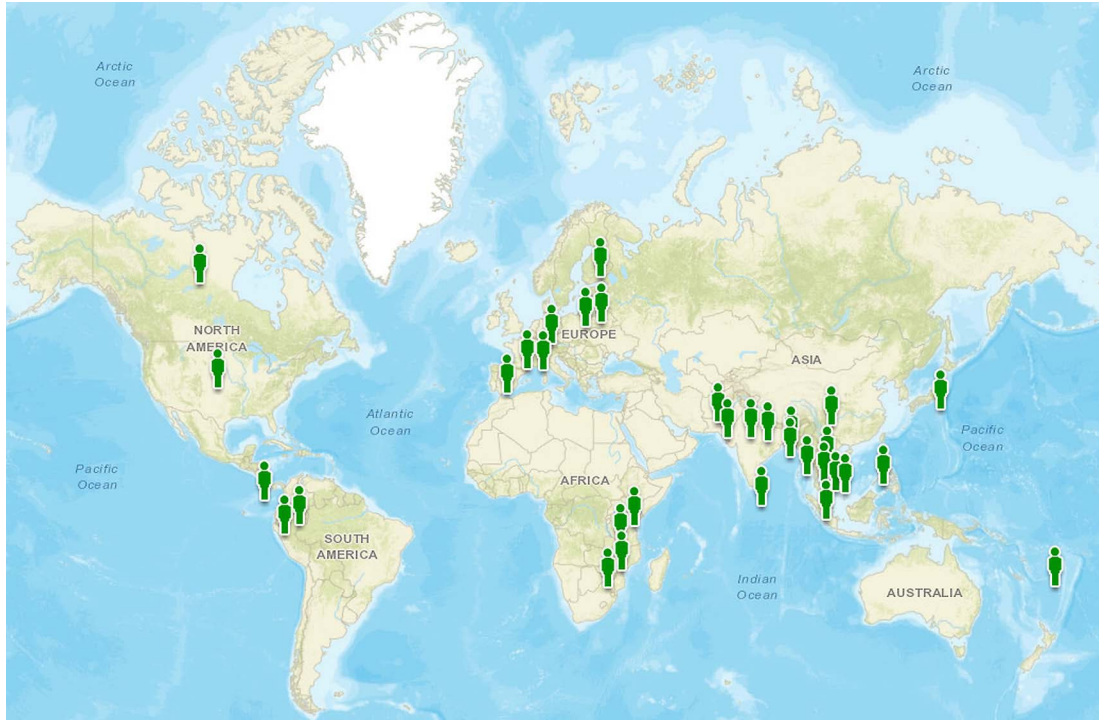 Arctic
Ocean
Arctic
Ocean
NORTH
AMERICA
EUROPE
ASIA
Atlantic
Ocean
Pacific
Ocean
Pacific
Ocean
AFRICA
SOUTH
AMERICA
Indian
Ocean
AUSTRALIA